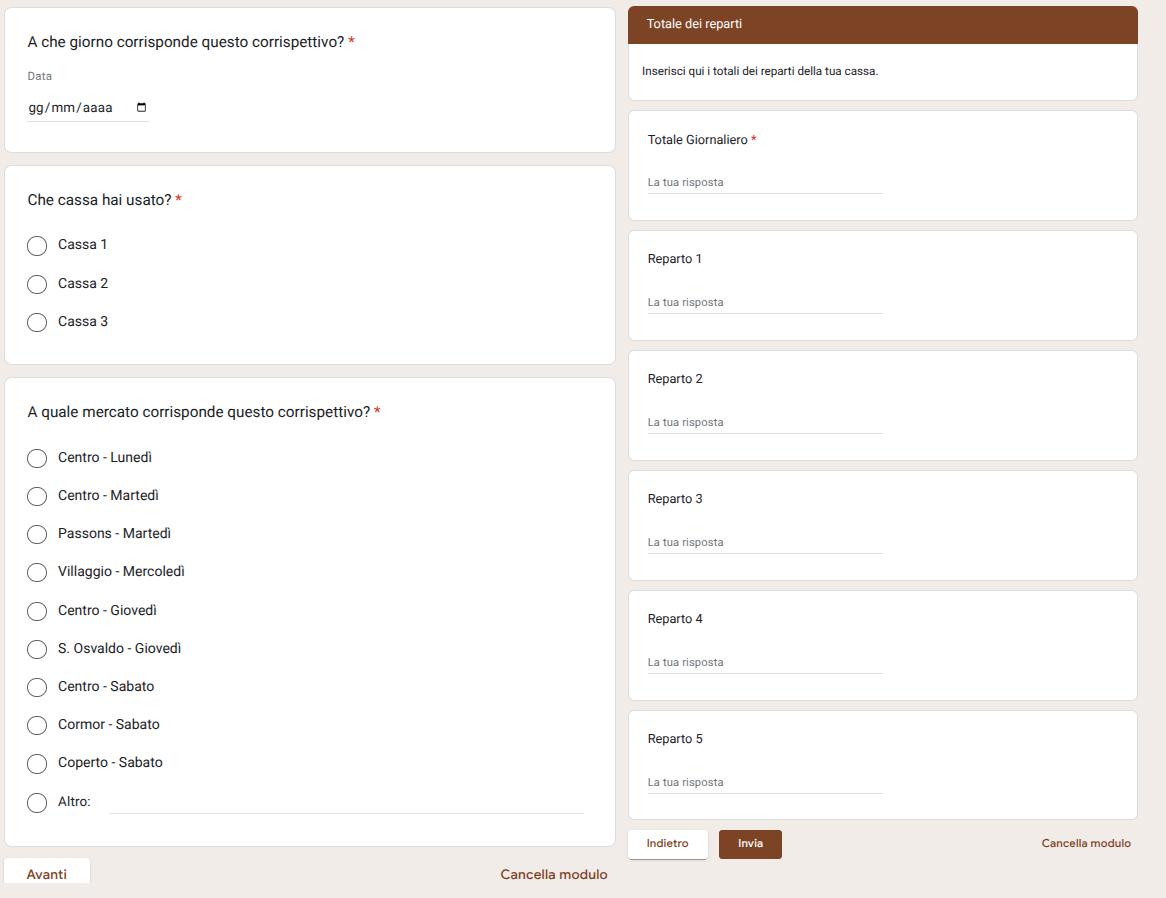 A che giorno corrisponde questo corrispettivo? *
Data
gg/mm/aaaa
Che cassa hai usato? *
Cassa 1
Cassa 2
Cassa 3
A quale mercato corrisponde questo corrispettivo? *
Centro - Lunedì
Centro - Martedì
Passons - Martedì
Villaggio - Mercoledì
Centro - Giovedì
S. Osvaldo - Giovedì
Centro - Sabato
Cormor - Sabato
Coperto - Sabato
Altro:
Avanti
Cancella modulo
Totale dei reparti
Inserisci qui i totali dei reparti della tua cassa.
Totale Giornaliero *
La tua risposta
Reparto 1
La tua risposta
Reparto 2
La tua risposta
Reparto 3
La tua risposta
Reparto 4
La tua risposta
Reparto 5
La tua risposta
Indietro
Invia
Cancella modulo